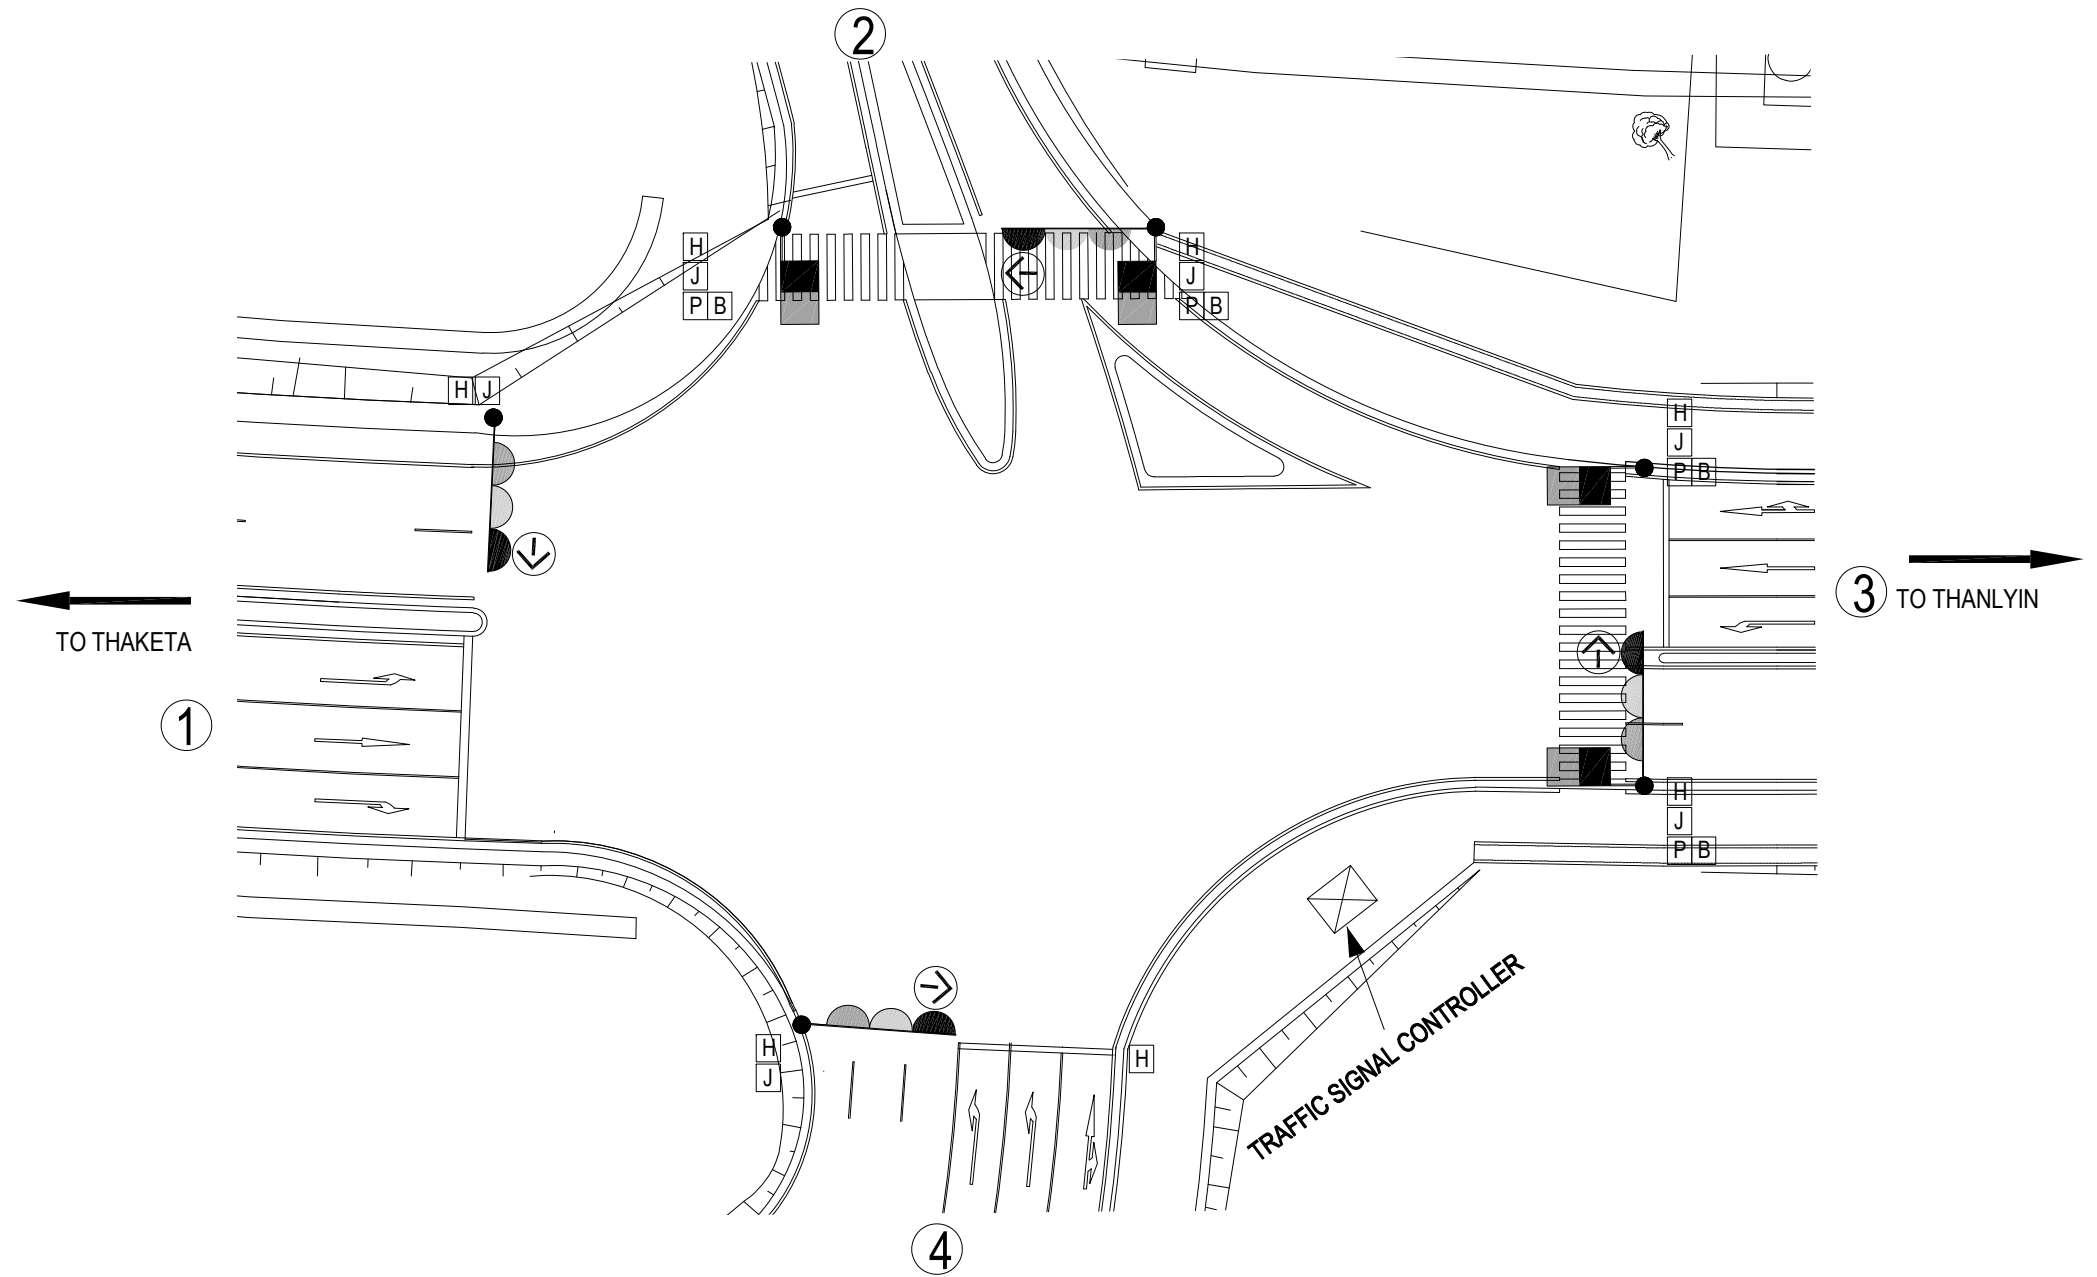 2
H
J
P B
H
J
P B
H J
H
J
P B
3
TO THANLYIN
TO THAKETA
1
H
J
P B
TRAFFIC SIGNAL CONTROLLER
H
J
H
4